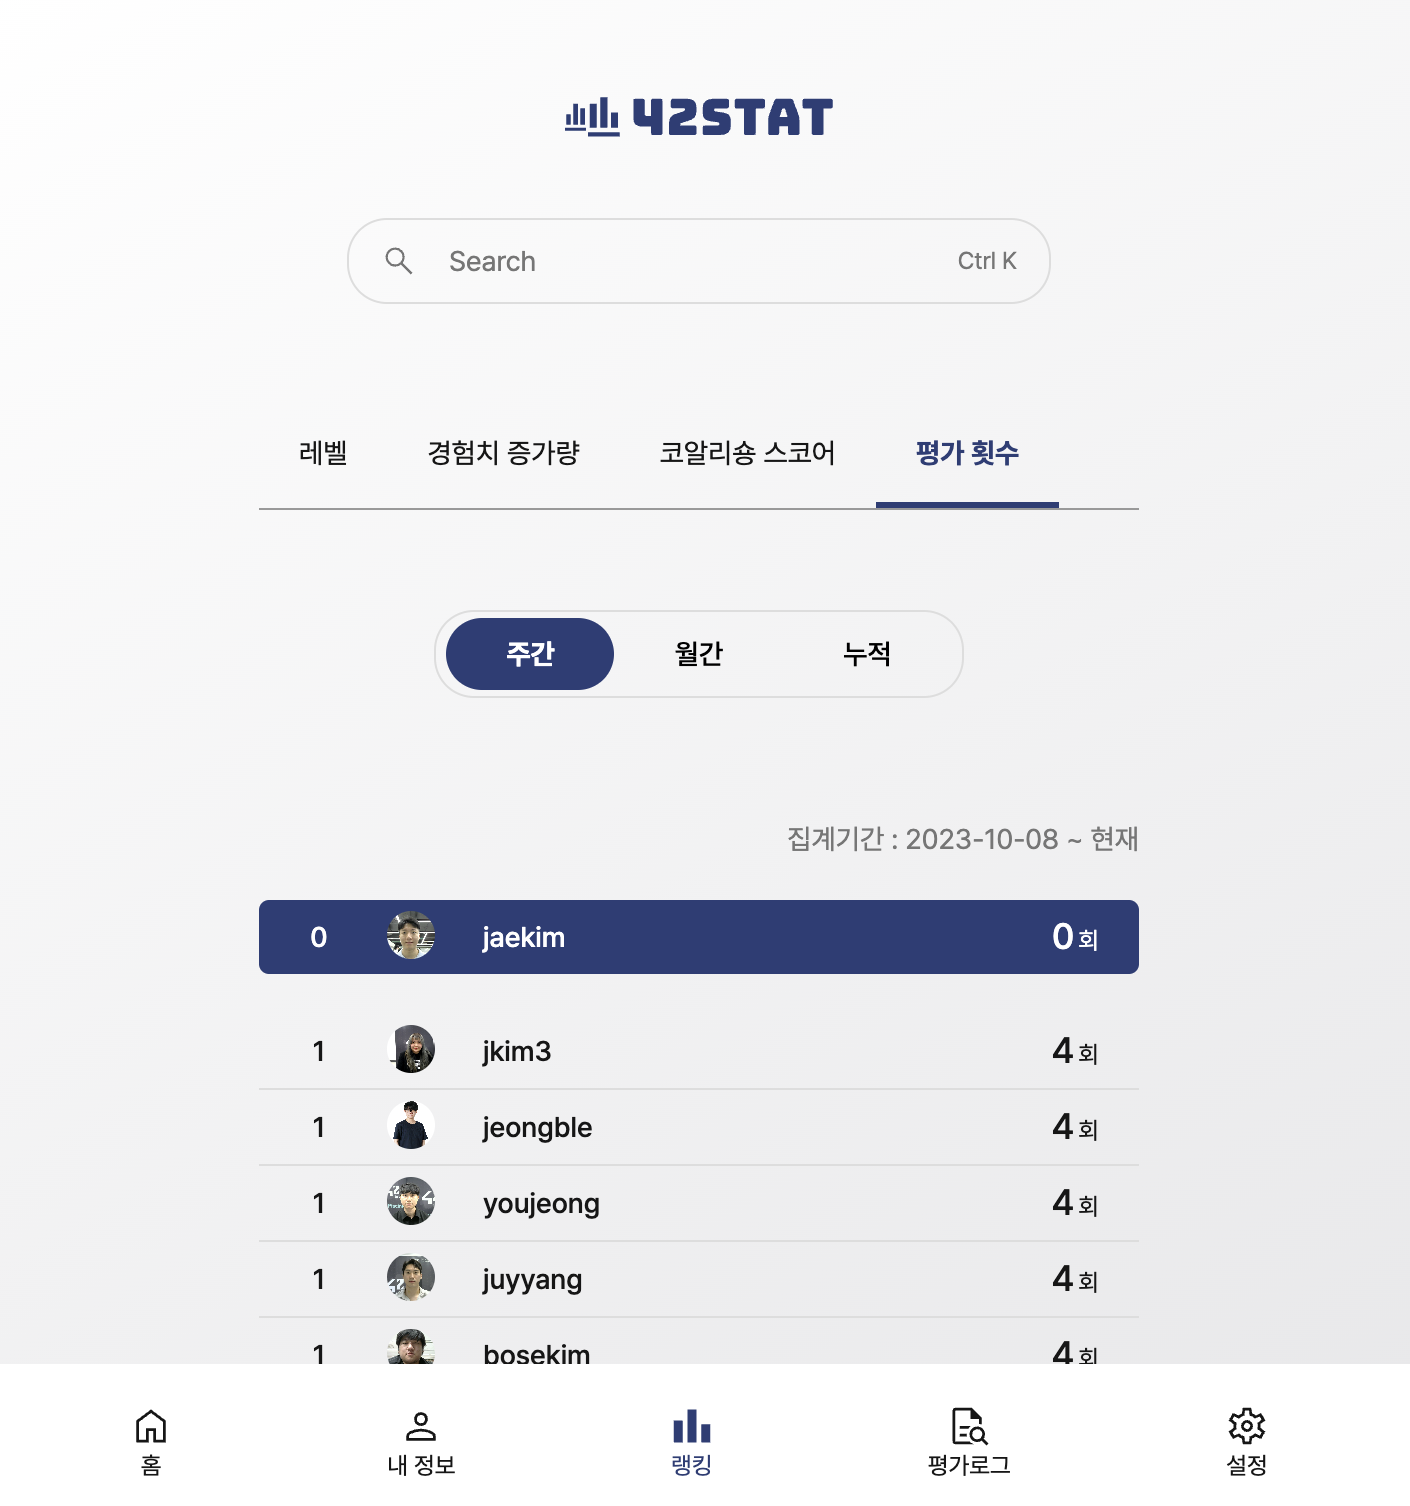 42STAT
Search Ctrl K
레벨 경험치 증가량 코알리숑 스코어 평가 횟수
주간 월간 누적
집계기간 : 2023-10-08 ~ 현재
0 jaekim 0회
1 jkim3 4회
1 jeongble 4회
1 youjeong 4회
1 juyyang 4회
1 bosekim 4회
홈 내 정보 랭킹 평가로그 설정